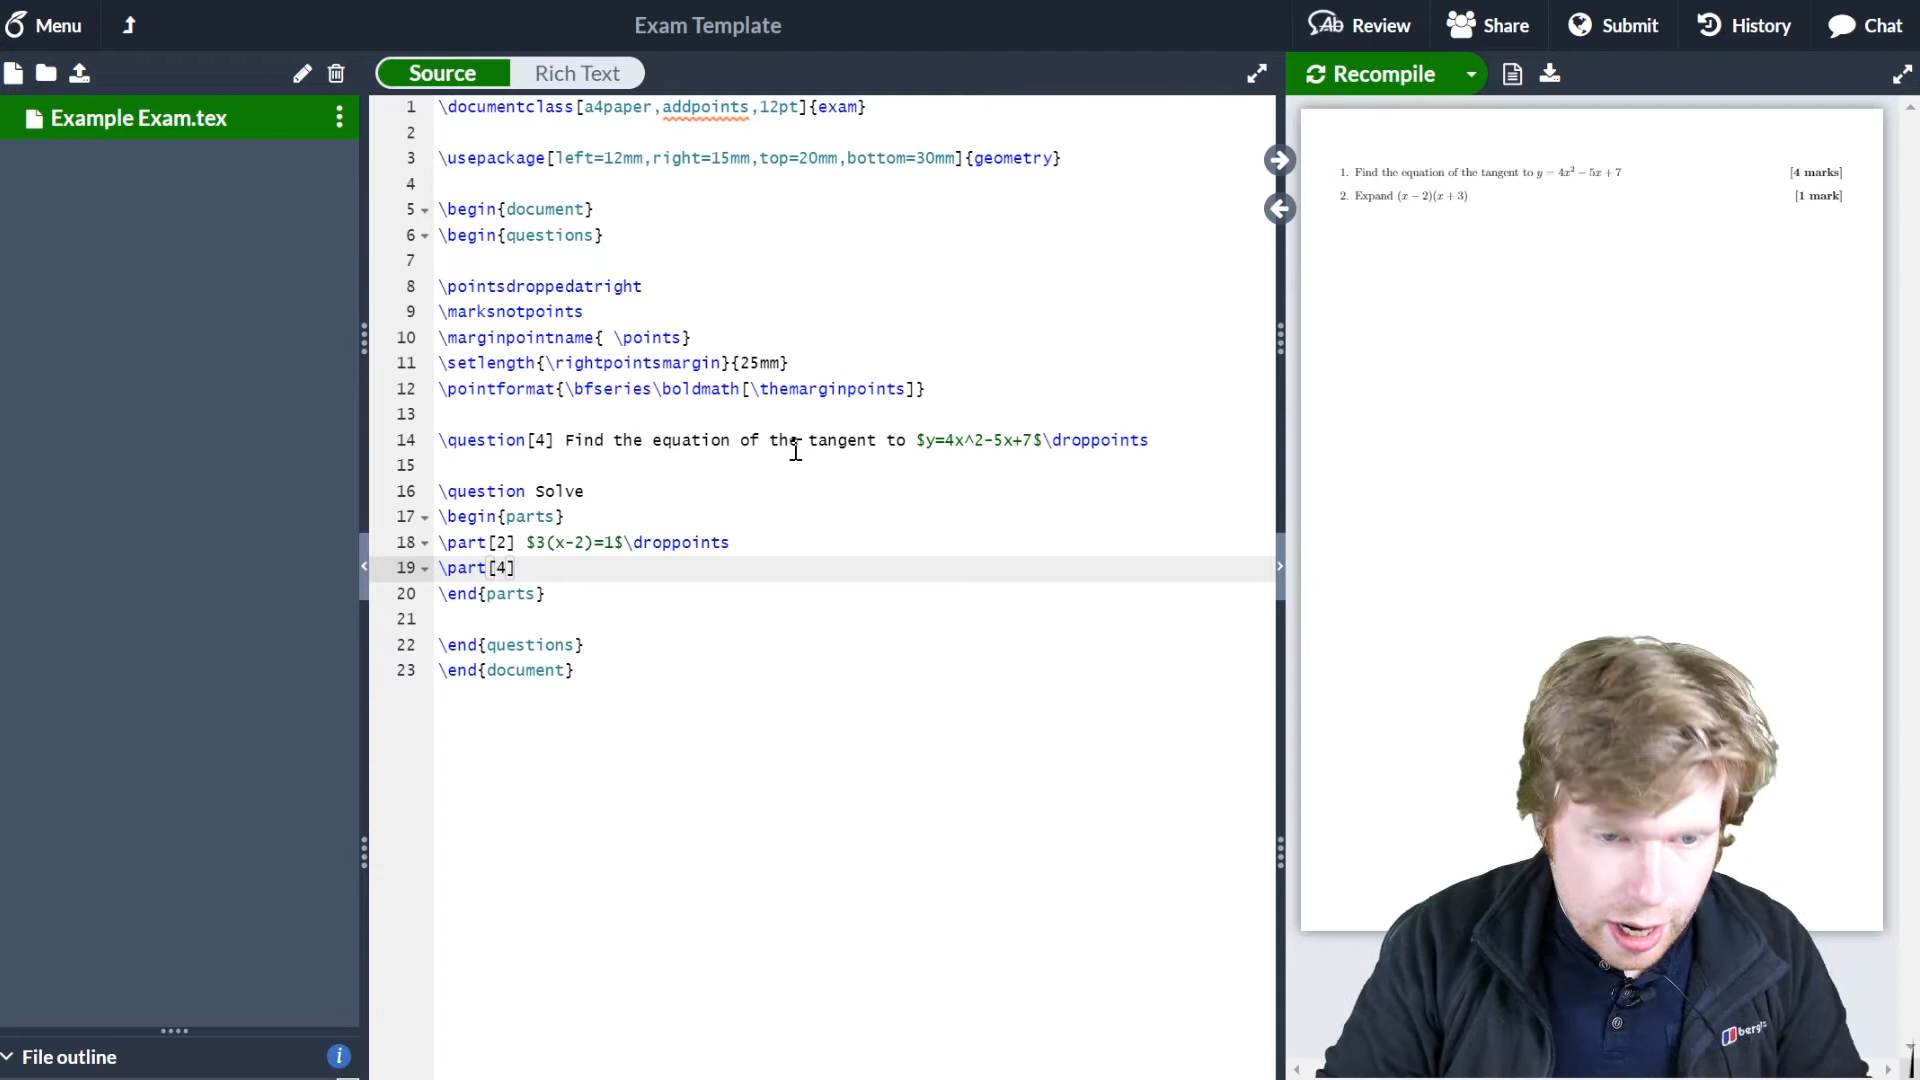 Menu
Exam Template
Review
Share
Submit
History
Chat
Source
Rich Text
Recompile
Example Exam.tex
1 \documentclass[a4paper,addpoints,12pt]{exam}
2
3 \usepackage[left=12mm,right=15mm,top=20mm,bottom=30mm]{geometry}
4
5 \begin{document}
6 \begin{questions}
7
8 \pointsdroppedatright
9 \marksnotpoints
10 \marginpointname{ \points}
11 \setlength{\rightpointsmargin}{25mm}
12 \pointformat{\bfseries\boldmath[\themarginpoints]}
13
14 \question[4] Find the equation of the tangent to $y=4x^2-5x+7$\droppoints
15
16 \question Solve
17 \begin{parts}
18 \part[2] $3(x-2)=1$\droppoints
19 \part[4]
20 \end{parts}
21
22 \end{questions}
23 \end{document}
1. Find the equation of the tangent to y = 4x² − 5x + 7 [4 marks]
2. Expand (x − 2)(x + 3) [1 mark]
File outline